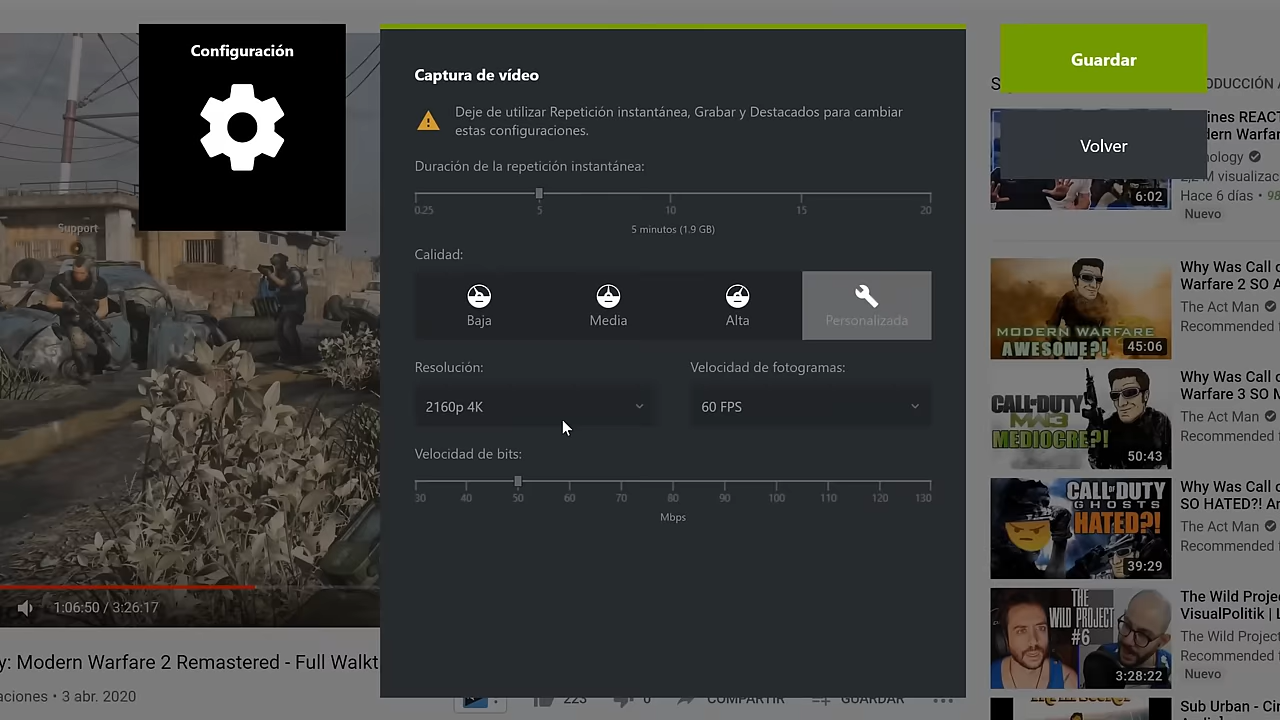 Configuración
Support
1:06:50 / 3:26:17
y: Modern Warfare 2 Remastered - Full Walkt
aciones • 3 abr. 2020
Captura de vídeo
Deje de utilizar Repetición instantánea, Grabar y Destacados para cambiar
estas configuraciones.
Duración de la repetición instantánea:
0.25 5 10 15 20
5 minutos (1.9 GB)
Calidad:
Baja Media Alta Personalizada
Resolución: Velocidad de fotogramas:
2160p 4K 60 FPS
Velocidad de bits:
30 40 50 60 70 80 90 100 110 120 130
Mbps
223 0 COMPARTIR GUARDAR
Guardar
Volver
6:02
Hace 6 días • 98
Nuevo
MODERN WARFARE
AWESOME?!
45:06
Why Was Call o
Warfare 2 SO A
The Act Man
Recommended f
CALL•DUTY
MW3
MEDIOCRE?!
50:43
Why Was Call o
Warfare 3 SO M
The Act Man
Recommended f
CALL OF DUTY
GHOSTS
HATED?!
39:29
Why Was Call o
SO HATED?! A
The Act Man
Recommended f
THE
WILD PROJECT
#6
3:28:22
The Wild Projec
VisualPolitik |
The Wild Project
Recommended f
Nuevo
Sub Urban - Ci